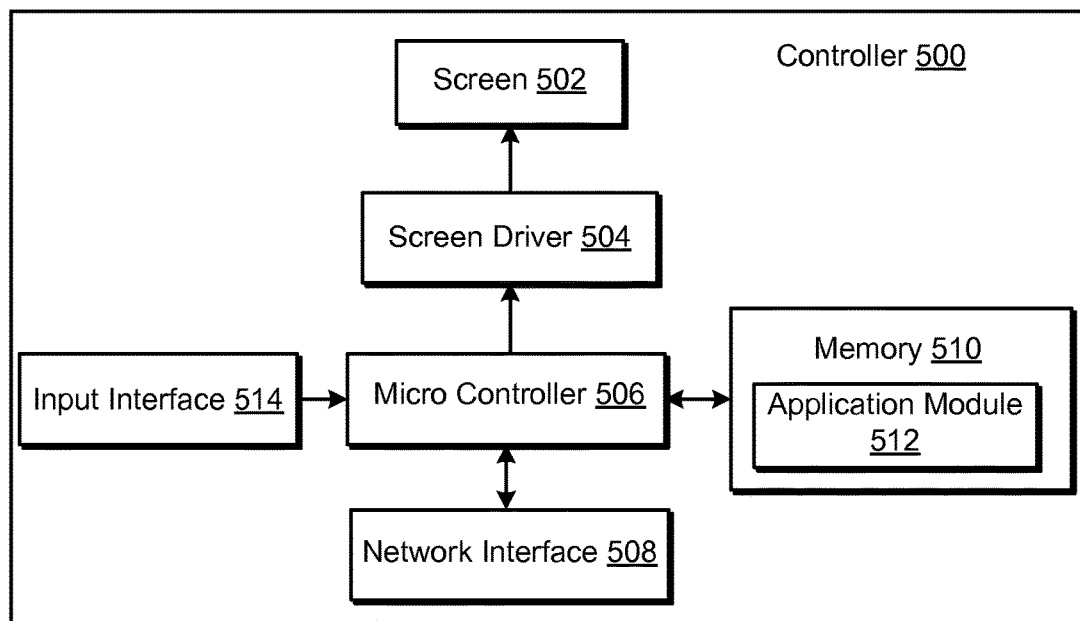 Controller 500
Screen 502
Screen Driver 504
Input Interface 514
Micro Controller 506
Memory 510
Application Module
512
Network Interface 508